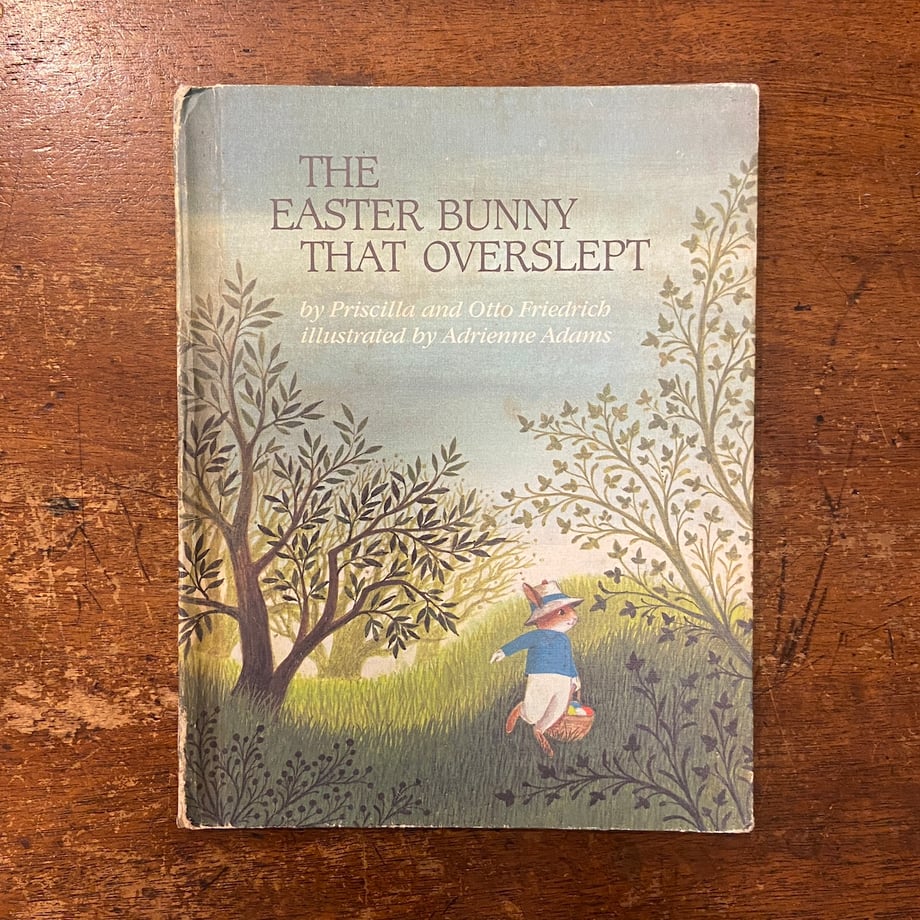 THE
EASTER BUNNY
THAT OVERSLEPT
by Priscilla and Otto Friedrich
illustrated by Adrienne Adams